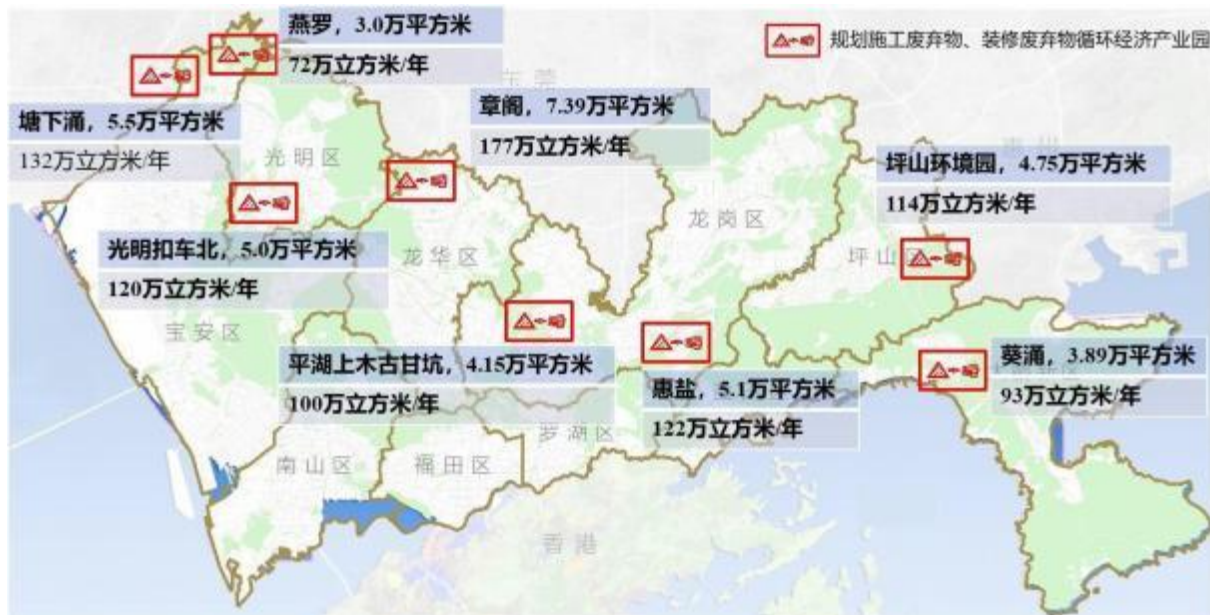 燕罗，3.0万平方米
72万立方米/年
规划施工废弃物、装修废弃物循环经济产业园
东莞
塘下涌，5.5万平方米
132万立方米/年
章阁，7.39万平方米
177万立方米/年
惠州
光明区
坪山环境园，4.75万平方米
114万立方米/年
龙岗区
光明扣车北，5.0万平方米
120万立方米/年
龙华区
坪山区
宝安区
平湖上木古甘坑，4.15万平方米
100万立方米/年
惠盐，5.1万平方米
122万立方米/年
葵涌，3.89万平方米
93万立方米/年
罗湖区
南山区
福田区
香港